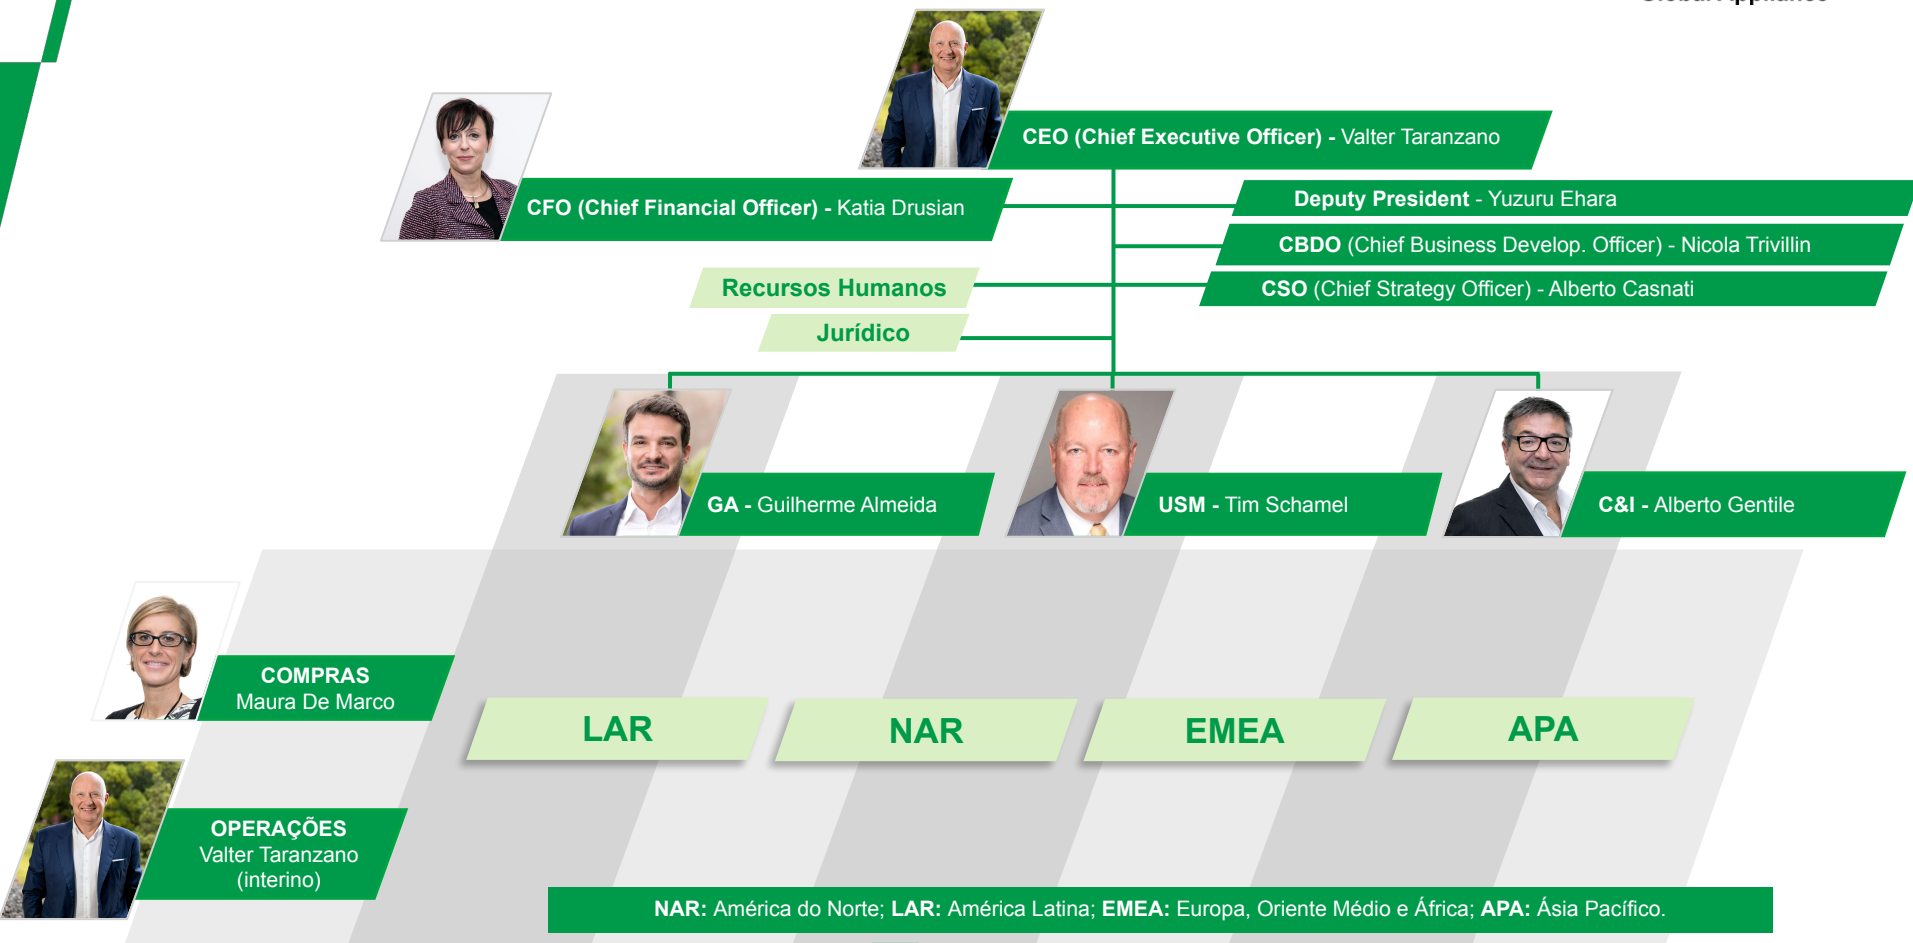 CEO (Chief Executive Officer) - Valter Taranzano
CFO (Chief Financial Officer) - Katia Drusian
Deputy President - Yuzuru Ehara
CBDO (Chief Business Develop. Officer) - Nicola Trivillin
CSO (Chief Strategy Officer) - Alberto Casnati
Recursos Humanos
Jurídico
GA - Guilherme Almeida
USM - Tim Schamel
C&I - Alberto Gentile
COMPRAS
Maura De Marco
LAR
NAR
EMEA
APA
OPERAÇÕES
Valter Taranzano
(interino)
NAR: América do Norte; LAR: América Latina; EMEA: Europa, Oriente Médio e África; APA: Ásia Pacífico.